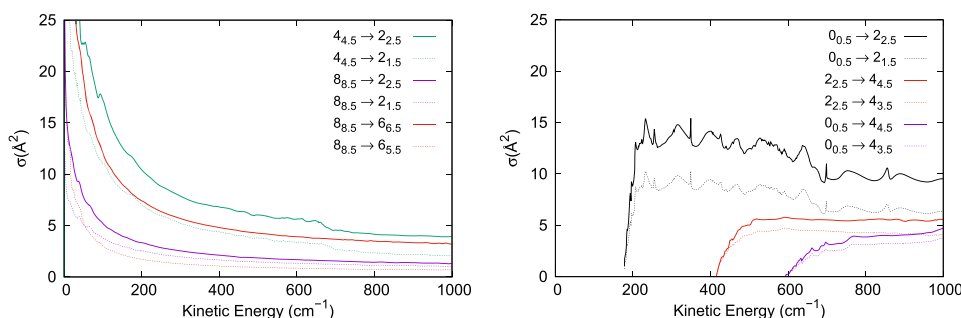 25
20
15
10
5
0
σ(Å²)
0 200 400 600 800 1000
Kinetic Energy (cm⁻¹)
4₄.₅ → 2₂.₅
4₄.₅ → 2₁.₅
8₈.₅ → 2₂.₅
8₈.₅ → 2₁.₅
8₈.₅ → 6₆.₅
8₈.₅ → 6₅.₅
25
20
15
10
5
0
σ(Å²)
0 200 400 600 800 1000
Kinetic Energy (cm⁻¹)
0₀.₅ → 2₂.₅
0₀.₅ → 2₁.₅
2₂.₅ → 4₄.₅
2₂.₅ → 4₃.₅
0₀.₅ → 4₄.₅
0₀.₅ → 4₃.₅